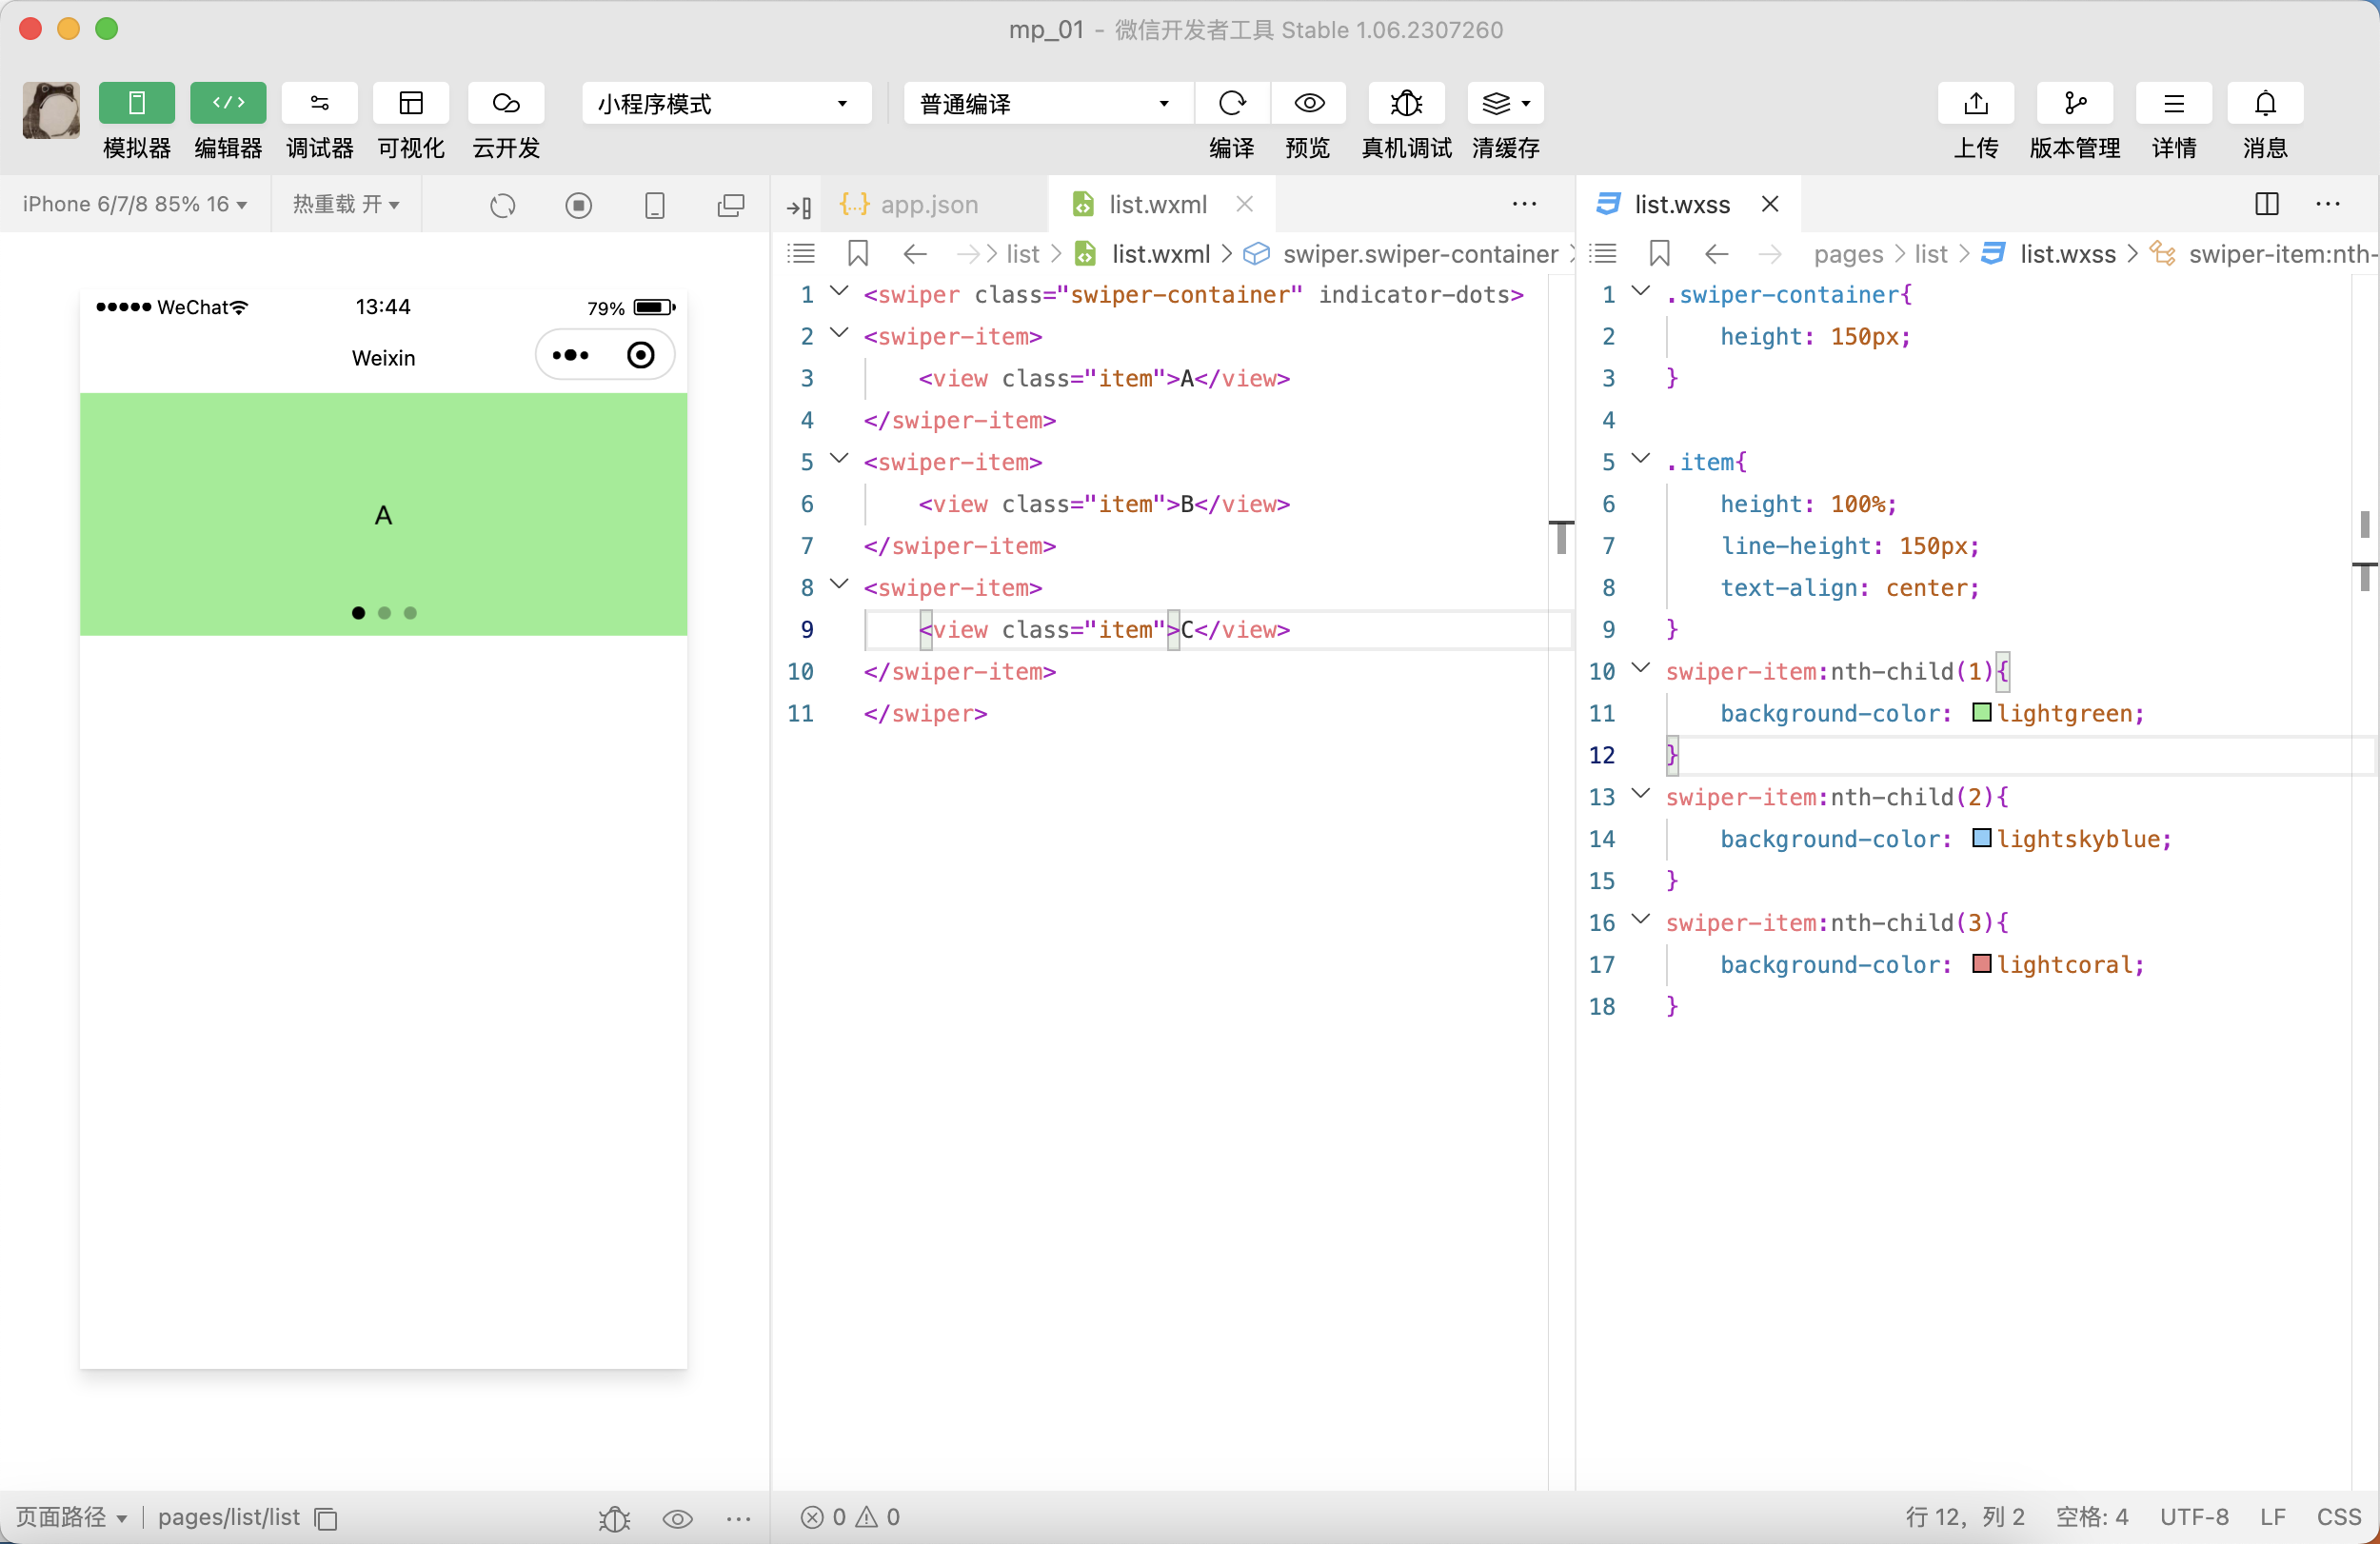 mp_01 - 微信开发者工具 Stable 1.06.2307260
模拟器 编辑器 调试器 可视化 云开发 小程序模式 普通编译 编译 预览 真机调试 清缓存 上传 版本管理 详情 消息
iPhone 6/7/8 85% 16 热重载 开
WeChat 13:44 79%
Weixin
A
页面路径 pages/list/list
{...} app.json list.wxml
list > list.wxml > swiper.swiper-container
1 <swiper class="swiper-container" indicator-dots>
2 <swiper-item>
3 <view class="item">A</view>
4 </swiper-item>
5 <swiper-item>
6 <view class="item">B</view>
7 </swiper-item>
8 <swiper-item>
9 <view class="item">C</view>
10 </swiper-item>
11 </swiper>
list.wxss
pages > list > list.wxss > swiper-item:nth-
1 .swiper-container{
2 height: 150px;
3 }
4
5 .item{
6 height: 100%;
7 line-height: 150px;
8 text-align: center;
9 }
10 swiper-item:nth-child(1){
11 background-color: lightgreen;
12 }
13 swiper-item:nth-child(2){
14 background-color: lightskyblue;
15 }
16 swiper-item:nth-child(3){
17 background-color: lightcoral;
18 }
0 0
行 12，列 2 空格: 4 UTF-8 LF CSS